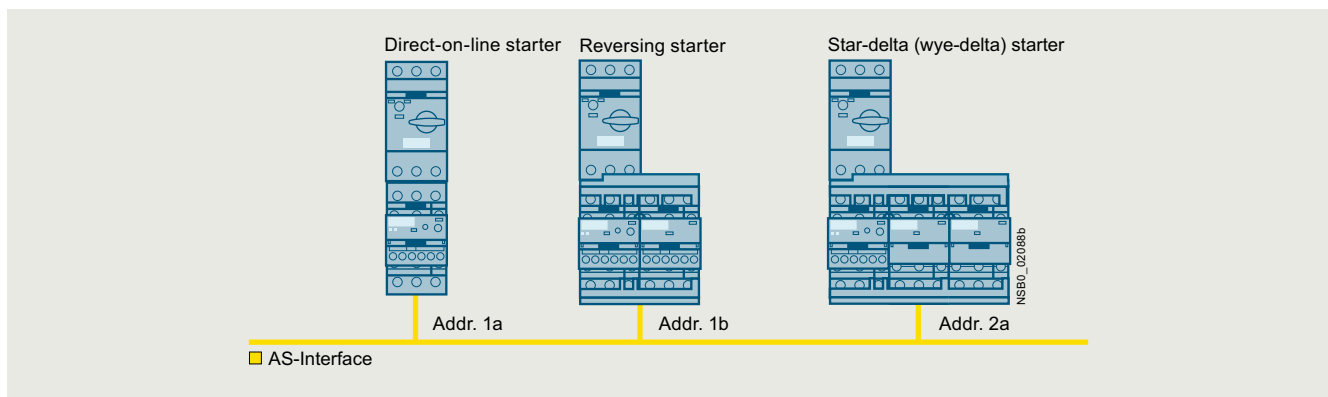 Direct-on-line starter
Reversing starter
Star-delta (wye-delta) starter
NSB0_02088b
Addr. 1a
Addr. 1b
Addr. 2a
AS-Interface